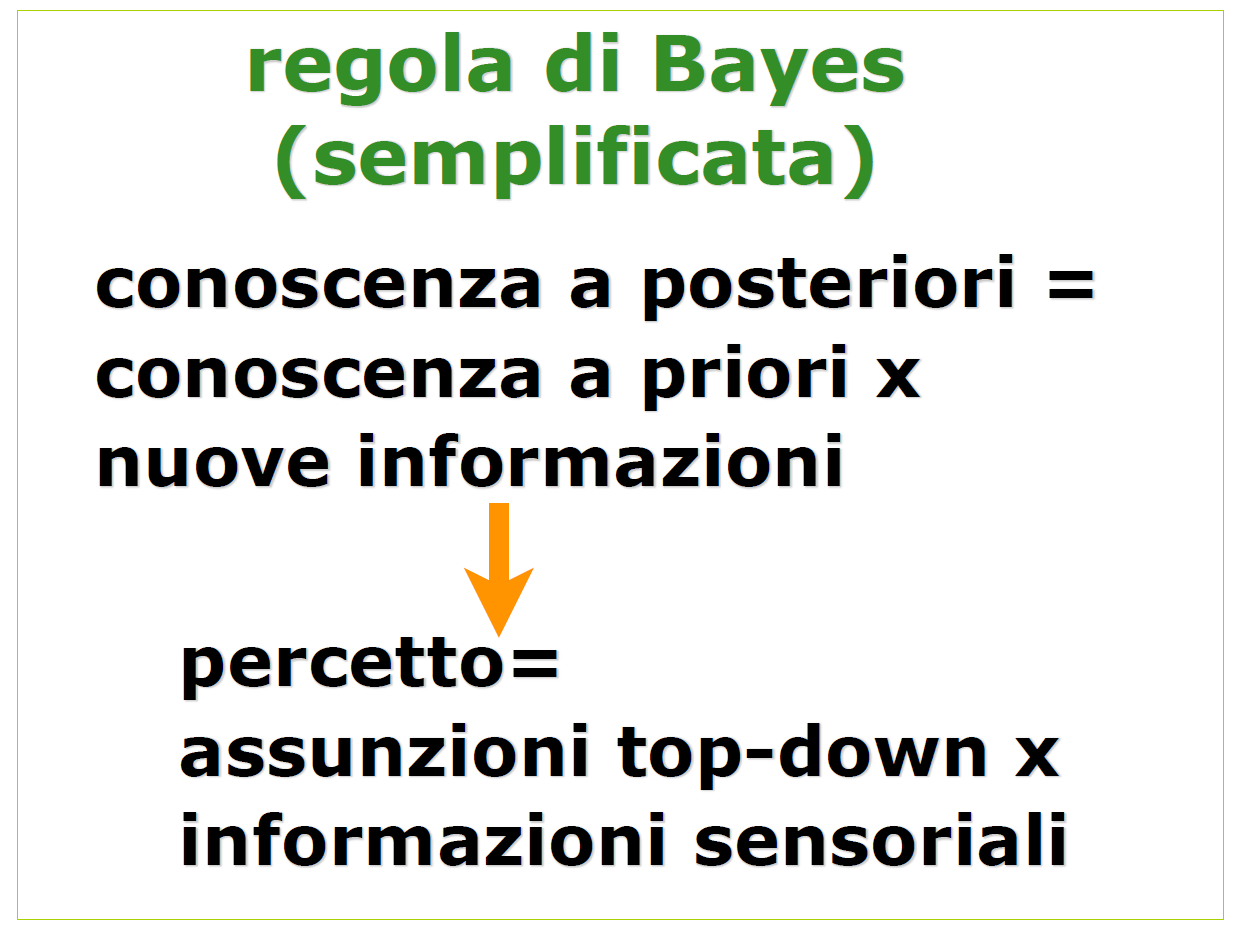 regola di Bayes
(semplificata)
conoscenza a posteriori =
conoscenza a priori x
nuove informazioni
percetto=
assunzioni top-down x
informazioni sensoriali